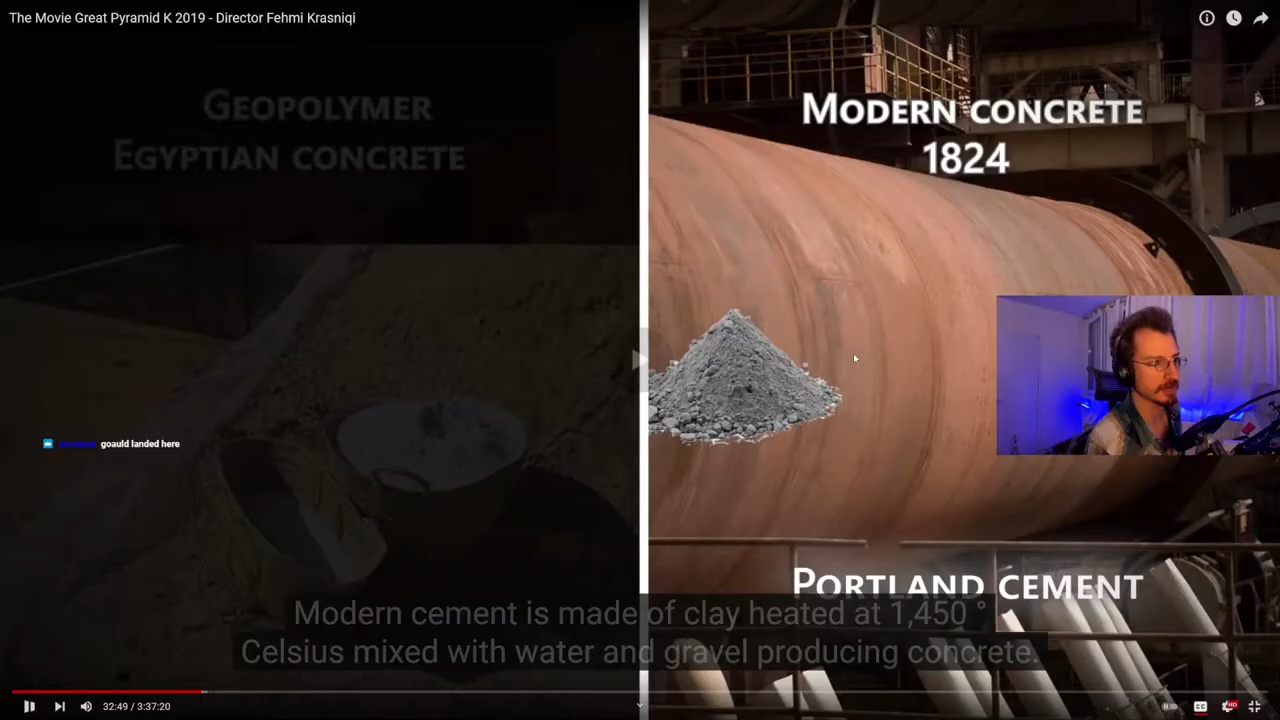 The Movie Great Pyramid K 2019 - Director Fehmi Krasniqi
GEOPOLYMER
EGYPTIAN CONCRETE
MODERN CONCRETE
1824
goauld landed here
PORTLAND CEMENT
Modern cement is made of clay heated at 1,450 °
Celsius mixed with water and gravel producing concrete.
32:49 / 3:37:20
CC
HD